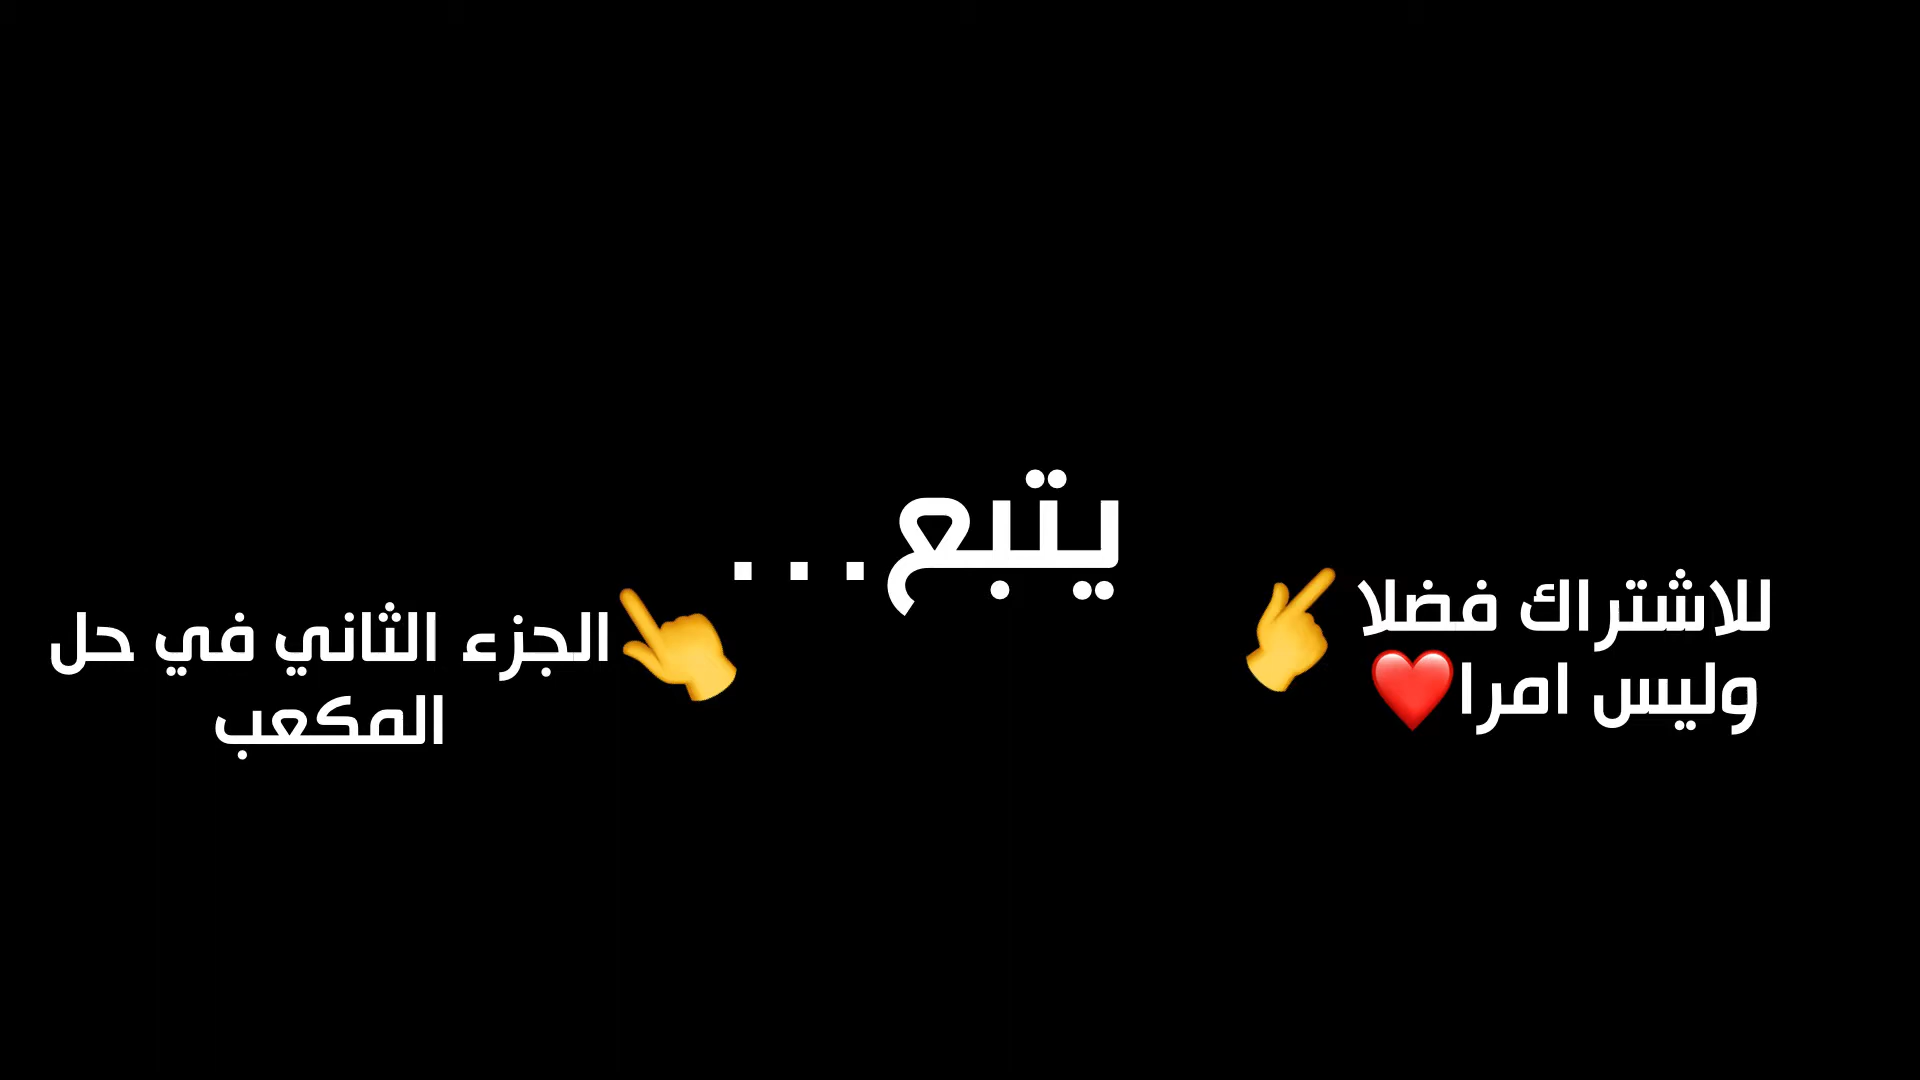 يتبع...
للاشتراك فضلا
وليس امرا❤️
الجزء الثاني في حل
المكعب